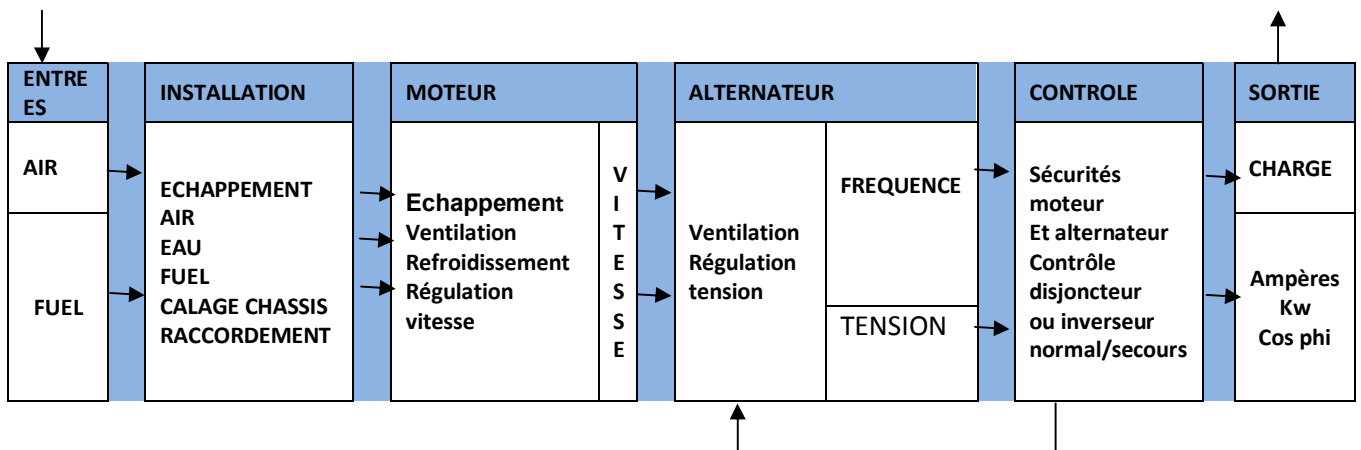 ENTRE
ES
INSTALLATION
MOTEUR
ALTERNATEUR
CONTROLE
SORTIE
AIR
FUEL
ECHAPPEMENT
AIR
EAU
FUEL
CALAGE CHASSIS
RACCORDEMENT
Echappement
Ventilation
Refroidissement
Régulation
vitesse
V
I
T
E
S
S
E
Ventilation
Régulation
tension
FREQUENCE
TENSION
Sécurités
moteur
Et alternateur
Contrôle
disjoncteur
ou inverseur
normal/secours
CHARGE
Ampères
Kw
Cos phi